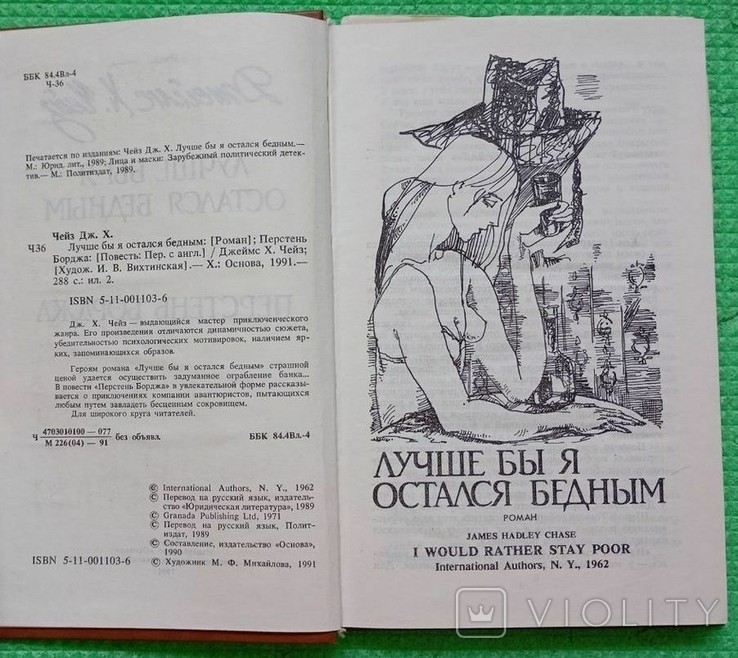 ББК 84.4Вл-4
Ч-36
Печатается по изданиям: Чейз Дж. Х. Лучше бы я остался бедным.—
М.: Юрид. лит., 1989; Лица и маски: Зарубежный политический детек-
тив.— М.: Политиздат, 1989.
Чейз Дж. Х.
Ч36 Лучше бы я остался бедным: [Роман]; Перстень
Борджа: [Повесть: Пер. с англ.] / Джеймс Х. Чейз;
[Худож. И. В. Вихтинская].— Х.: Основа, 1991.—
288 с.: ил. 2.
ISBN 5-11-001103-6
Дж. Х. Чейз — выдающийся мастер приключенческого
жанра. Его произведения отличаются динамичностью сюжета,
убедительностью психологических мотивировок, наличием яр-
ких, запоминающихся образов.
Героям романа «Лучше бы я остался бедным» страшной
ценой удается осуществить задуманное ограбление банка...
В повести «Перстень Борджа» в увлекательной форме рассказы-
вается о приключениях компании авантюристов, пытающихся
любым путем завладеть бесценным сокровищем.
Для широкого круга читателей.
Ч 4703010100 — 077
М 226(04) — 91 без объявл. ББК 84.4Вл.-4
© International Authors, N. Y., 1962
© Перевод на русский язык, издательст-
во «Юридическая литература», 1989
© Granada Publishing Ltd, 1971
© Перевод на русский язык, Полит-
издат, 1989
© Составление, издательство «Основа»,
1990
ISBN 5-11-001103-6 © Художник М. Ф. Михайлова, 1991
ЛУЧШЕ БЫ Я
ОСТАЛСЯ БЕДНЫМ
РОМАН
JAMES HADLEY CHASE
I WOULD RATHER STAY POOR
International Authors, N. Y., 1962
VIOLITY